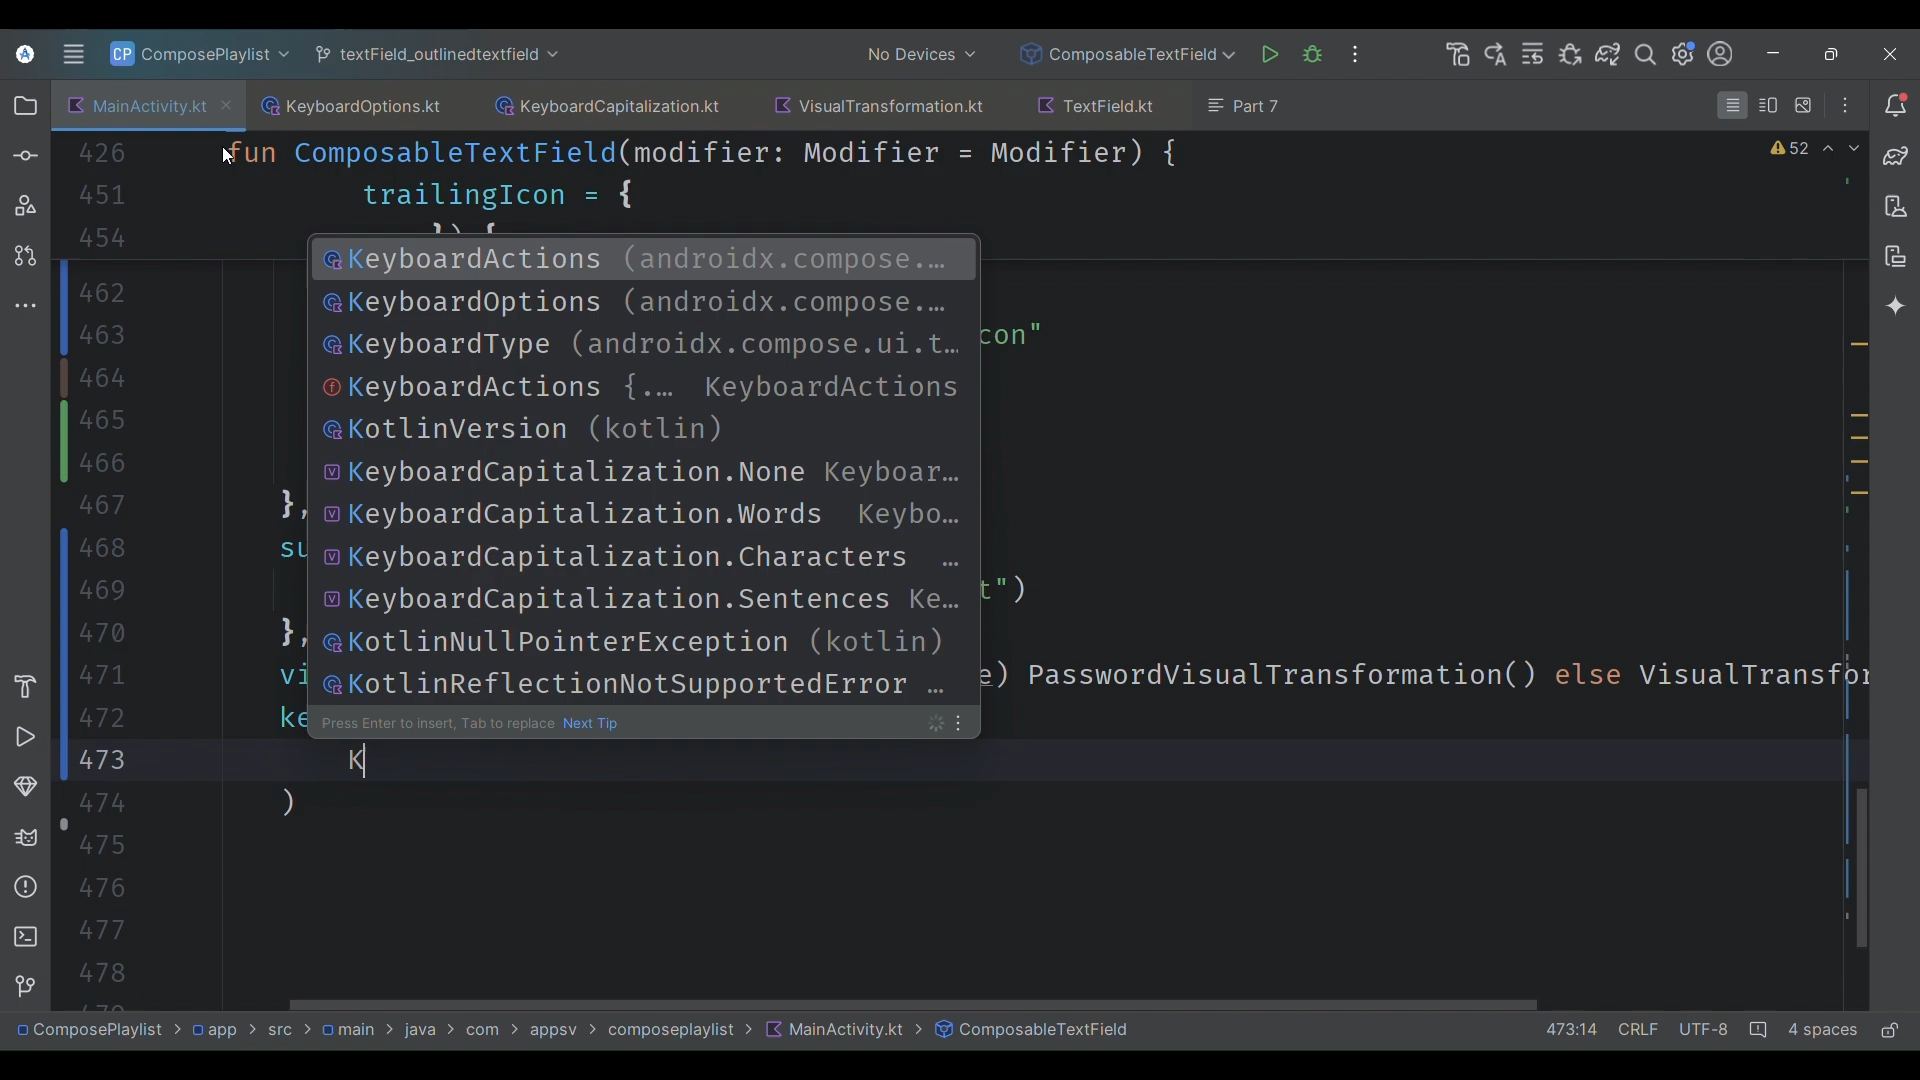 CP ComposePlaylist textField_outlinedtextfield No Devices ComposableTextField
MainActivity.kt KeyboardOptions.kt KeyboardCapitalization.kt VisualTransformation.kt TextField.kt Part 7
426 fun ComposableTextField(modifier: Modifier = Modifier) { 52
451 trailingIcon = {
454 }) {
KeyboardActions (androidx.compose.…
462 KeyboardOptions (androidx.compose.…
463 KeyboardType (androidx.compose.ui.t… con"
464 KeyboardActions {.… KeyboardActions
465 KotlinVersion (kotlin)
466 KeyboardCapitalization.None Keyboar…
467 }, KeyboardCapitalization.Words Keybo…
468 su KeyboardCapitalization.Characters …
469 KeyboardCapitalization.Sentences Ke… t")
470 }, KotlinNullPointerException (kotlin)
471 vi KotlinReflectionNotSupportedError … e) PasswordVisualTransformation() else VisualTransfor
472 ke Press Enter to insert, Tab to replace Next Tip
473 K
474 )
475
476
477
478
ComposePlaylist > app > src > main > java > com > appsv > composeplaylist > MainActivity.kt > ComposableTextField 473:14 CRLF UTF-8 4 spaces